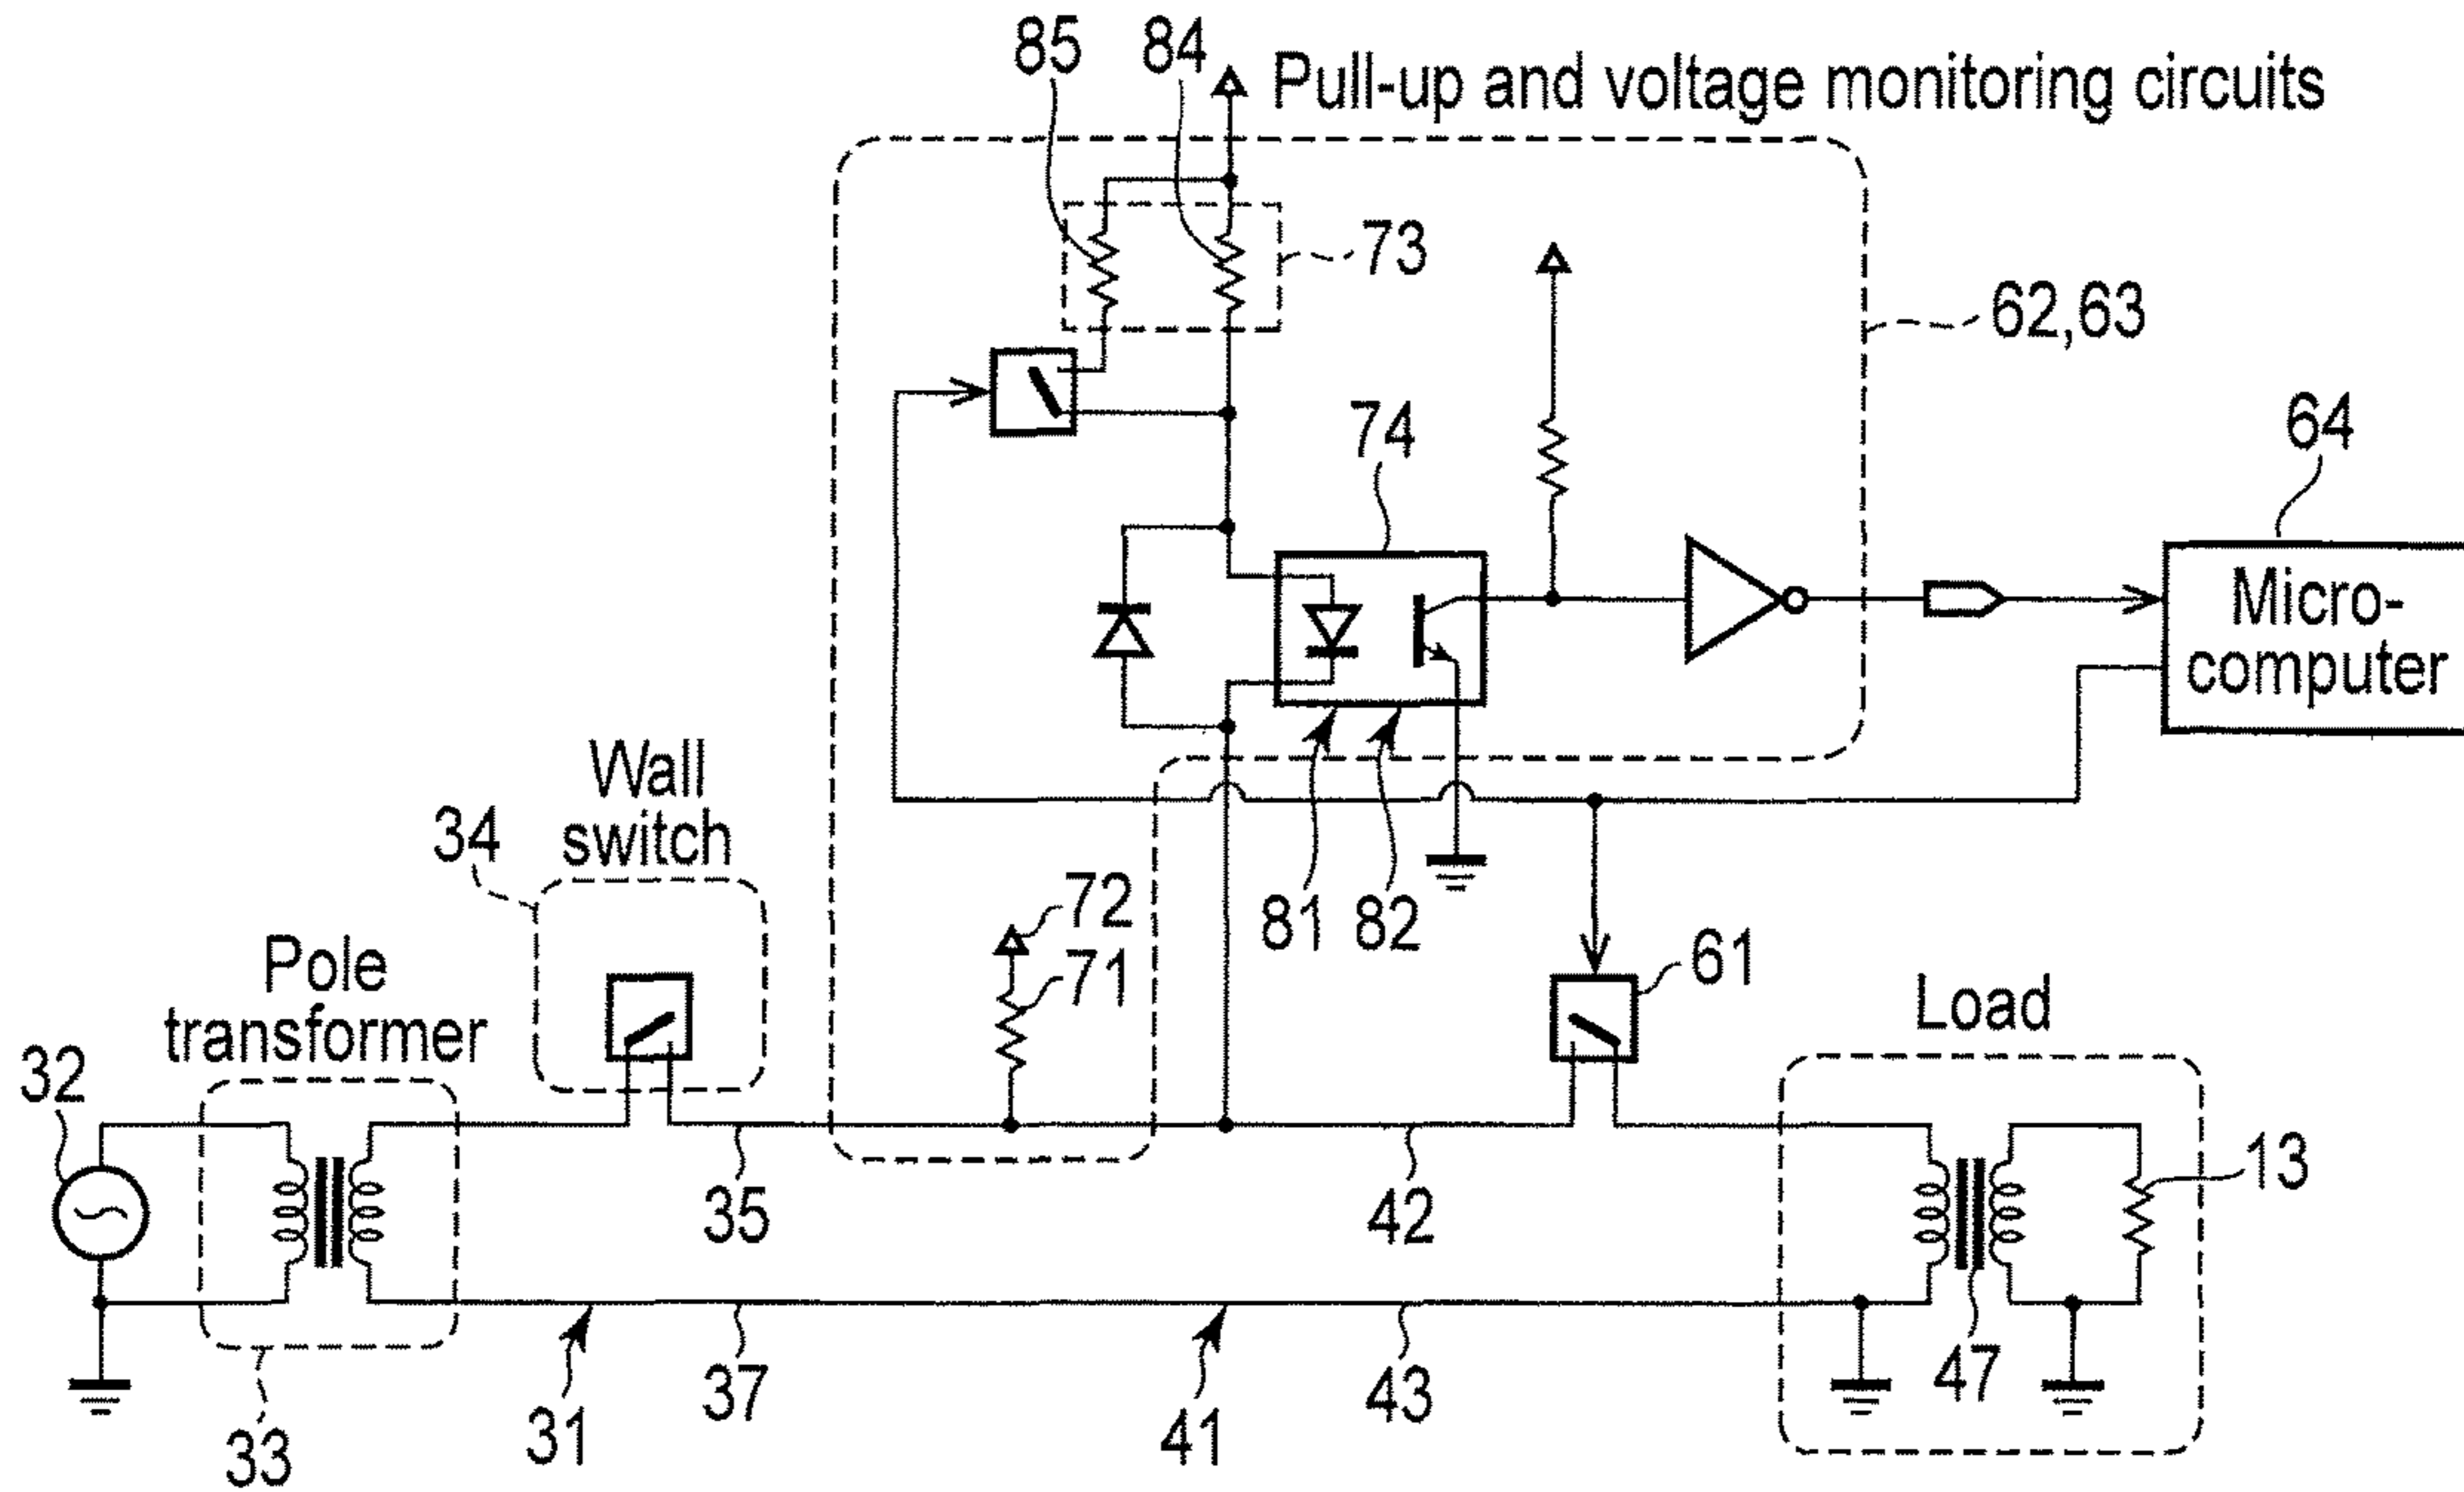 85
84
Pull-up and voltage monitoring circuits
73
62,63
74
64
Micro-
computer
Wall
switch
34
72
71
81
82
61
Pole
transformer
Load
32
13
35
42
31
37
41
43
47
33